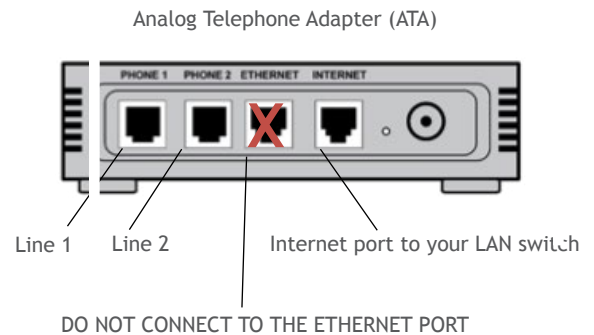 Analog Telephone Adapter (ATA)
PHONE 1 PHONE 2 ETHERNET INTERNET
X
Line 1 Line 2 Internet port to your LAN switch
DO NOT CONNECT TO THE ETHERNET PORT